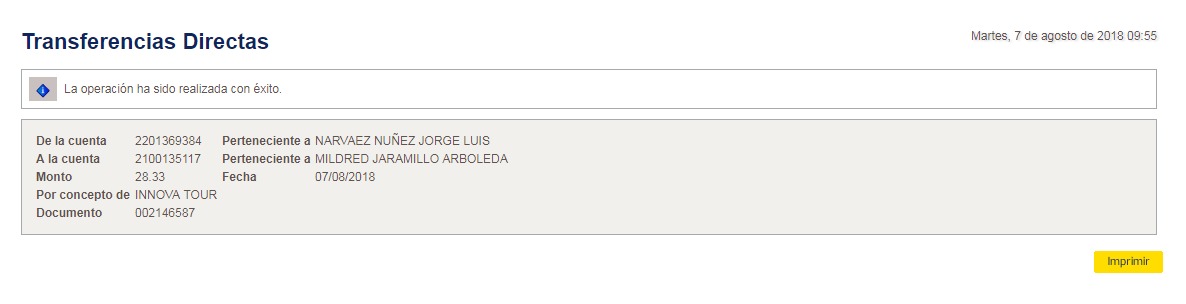 Transferencias Directas
Martes, 7 de agosto de 2018 09:55
La operación ha sido realizada con éxito.
De la cuenta 2201369384 Perteneciente a NARVAEZ NUÑEZ JORGE LUIS
A la cuenta 2100135117 Perteneciente a MILDRED JARAMILLO ARBOLEDA
Monto 28.33 Fecha 07/08/2018
Por concepto de INNOVA TOUR
Documento 002146587
Imprimir